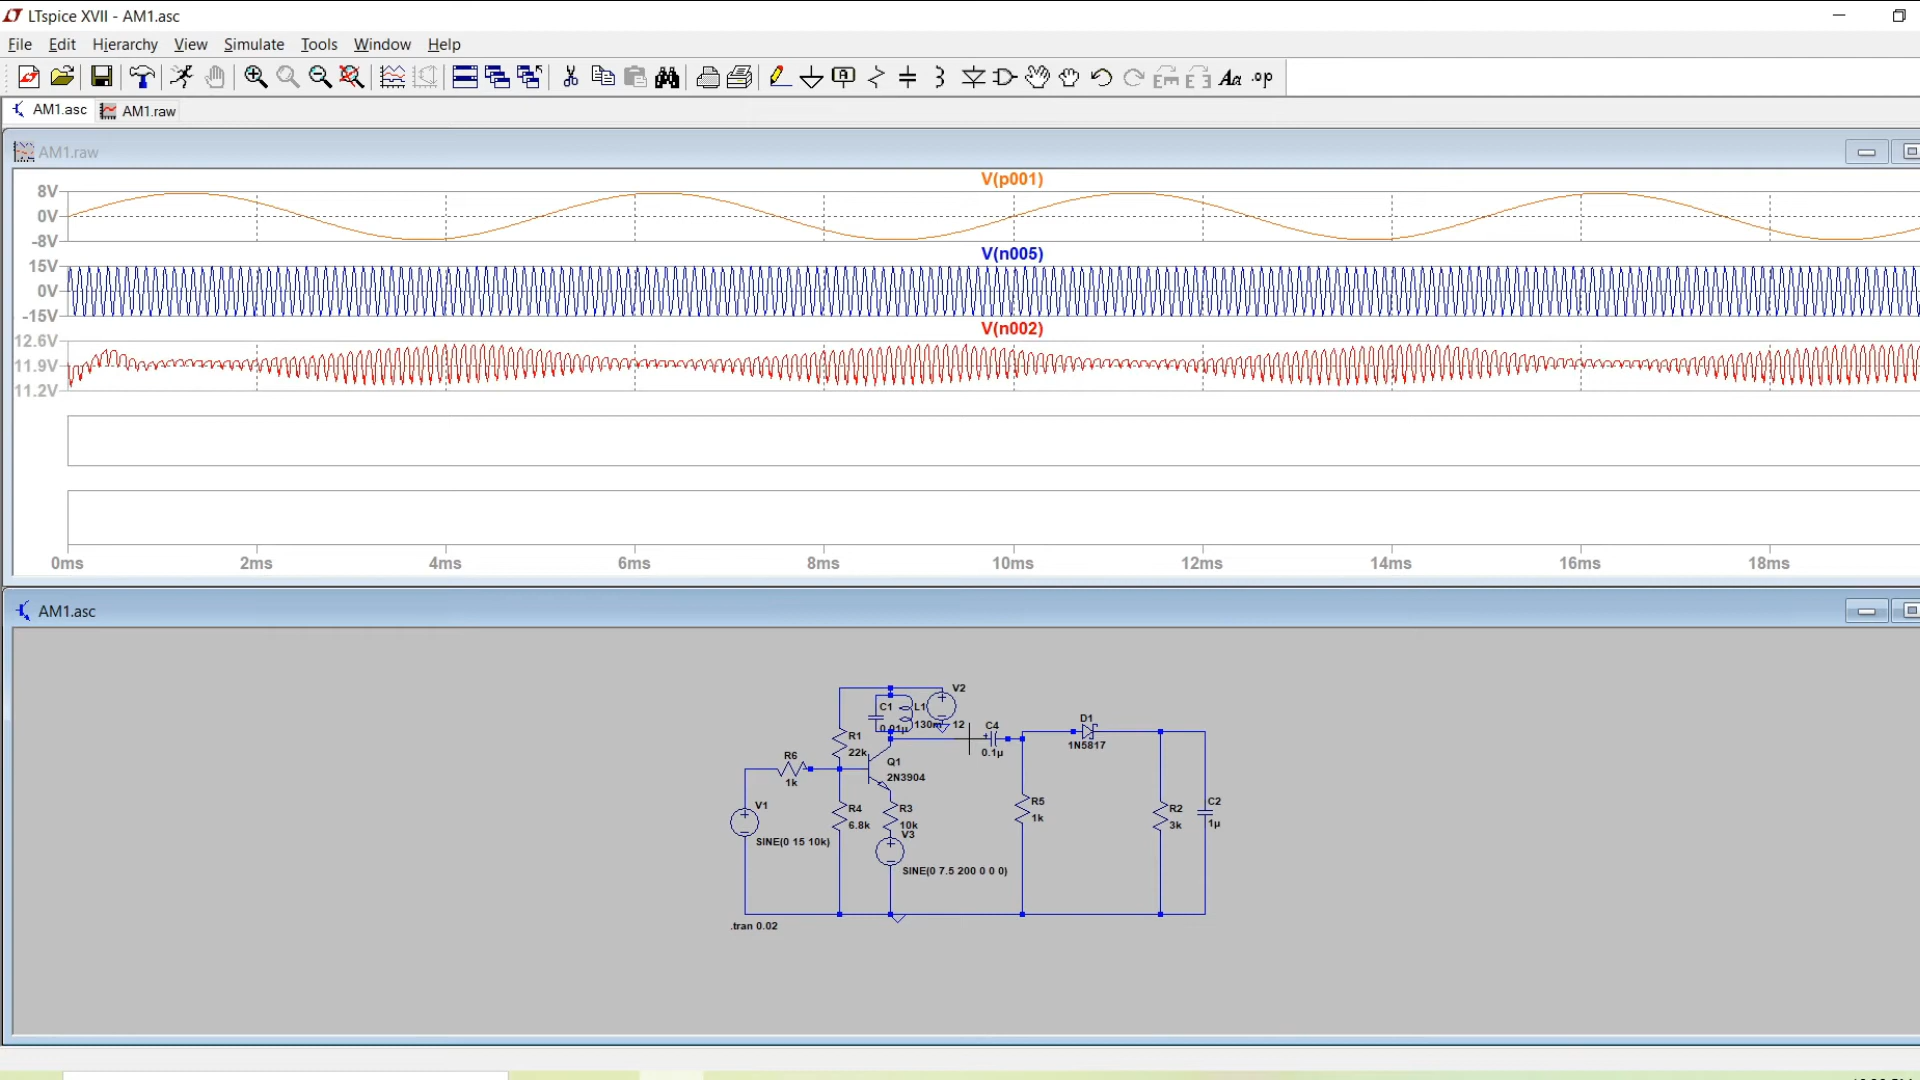 LTspice XVII - AM1.asc
File Edit Hierarchy View Simulate Tools Window Help
AM1.asc AM1.raw
AM1.raw
V(p001)
8V
0V
-8V
V(n005)
15V
0V
-15V
V(n002)
12.6V
11.9V
11.2V
0ms 2ms 4ms 6ms 8ms 10ms 12ms 14ms 16ms 18ms
AM1.asc
V2
C1 L1
0.01µ 12
C4
D1
R1
22k
0.1µ
1N5817
R6
1k
Q1
2N3904
V1
R4
6.8k
R3
10k
V3
R5
1k
R2
3k
C2
1µ
SINE(0 15 10k)
SINE(0 7.5 200 0 0 0)
.tran 0.02